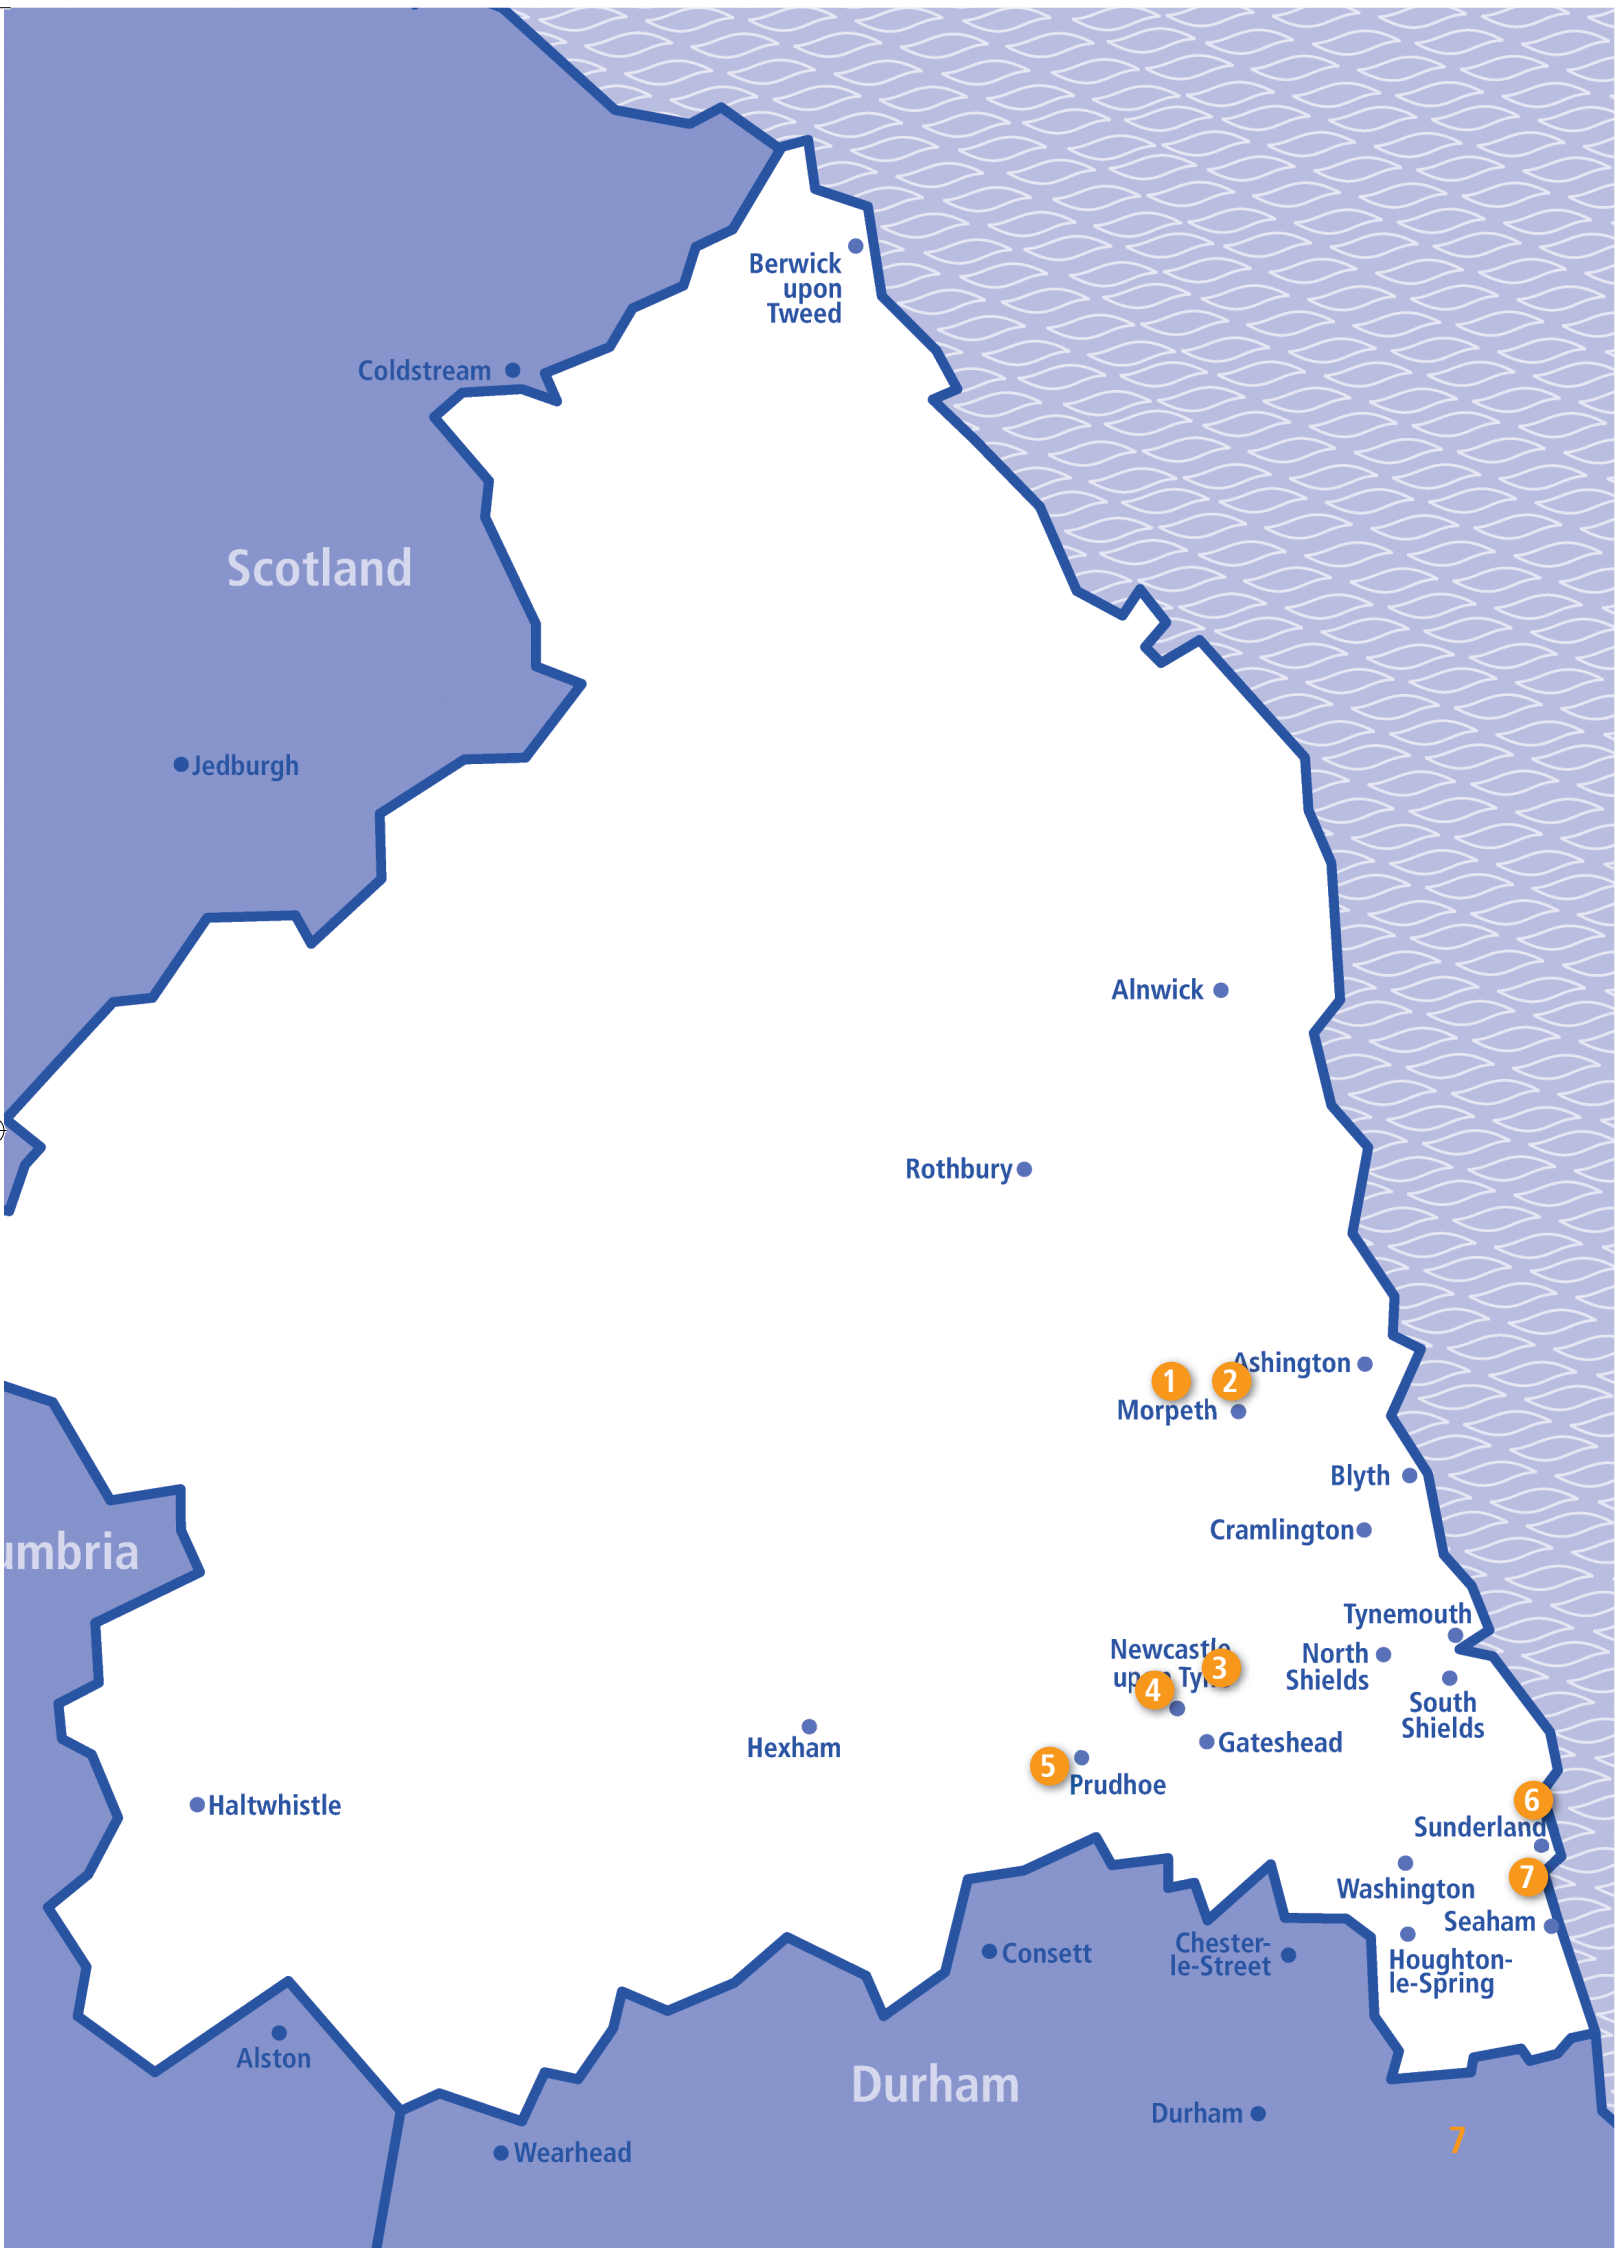 Berwick
upon
Tweed
Coldstream
Scotland
Jedburgh
Alnwick
Rothbury
Ashington
1
2
Morpeth
Blyth
umbria
Cramlington
Tynemouth
Newcastle
upon Tyne
3
4
North
Shields
South
Shields
Hexham
Gateshead
5
Prudhoe
Haltwhistle
6
Sunderland
7
Washington
Seaham
Consett
Chester-
le-Street
Houghton-
le-Spring
Alston
Durham
Durham
7
Wearhead